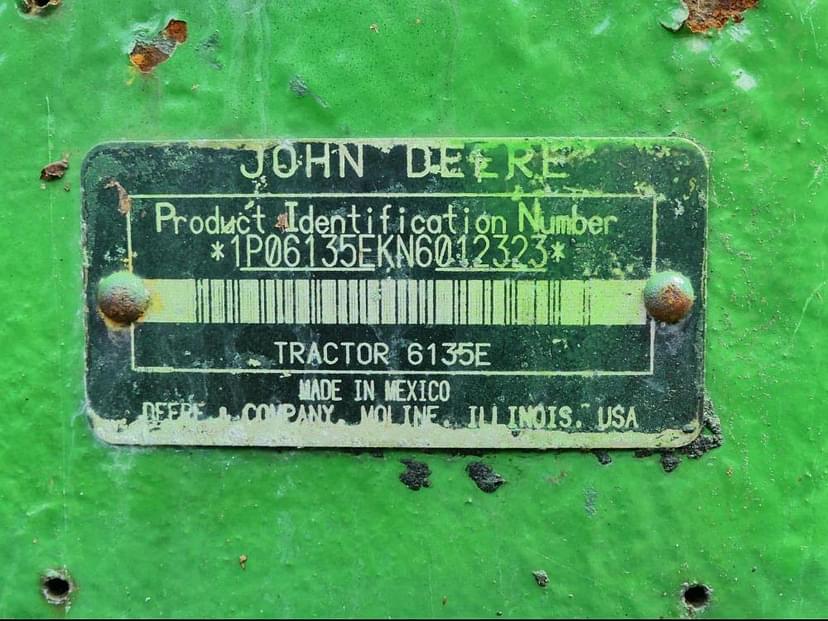 JOHN DEERE
Product Identification Number
*1P06135EKN6012323*
TRACTOR 6135E
MADE IN MEXICO
DEERE & COMPANY, MOLINE, ILLINOIS, USA